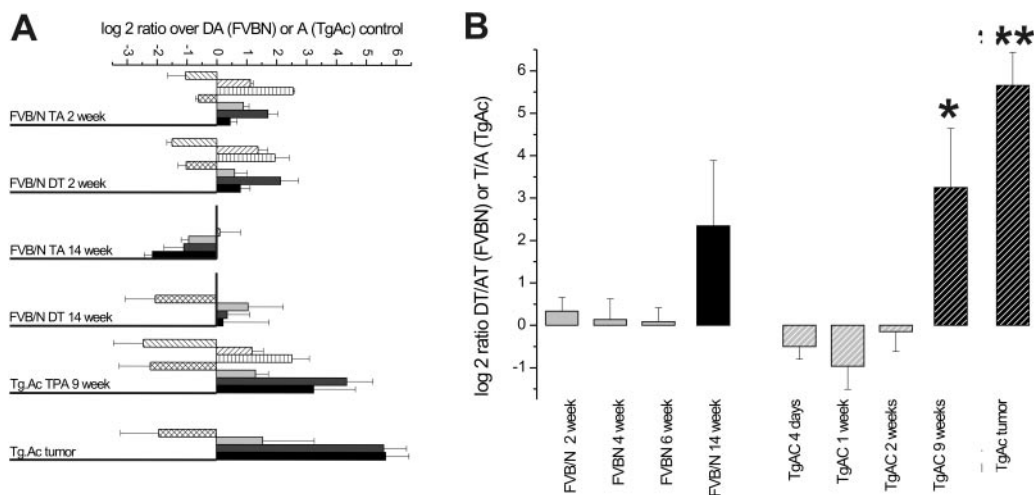 A
log 2 ratio over DA (FVBN) or A (TgAc) control
-3 -2 -1 0 1 2 3 4 5 6
FVB/N TA 2 week
FVB/N DT 2 week
FVB/N TA 14 week
FVB/N DT 14 week
Tg.Ac TPA 9 week
Tg.Ac tumor
B
log 2 ratio DT/AT (FVBN) or T/A (TgAc)
6
5
4
3
2
1
0
-1
*
**
FVB/N 2 week
FVBN 4 week
FVBN 6 week
FVB/N 14 week
TgAC 4 days
TgAC 1 week
TgAC 2 weeks
TgAC 9 weeks
TgAc tumor